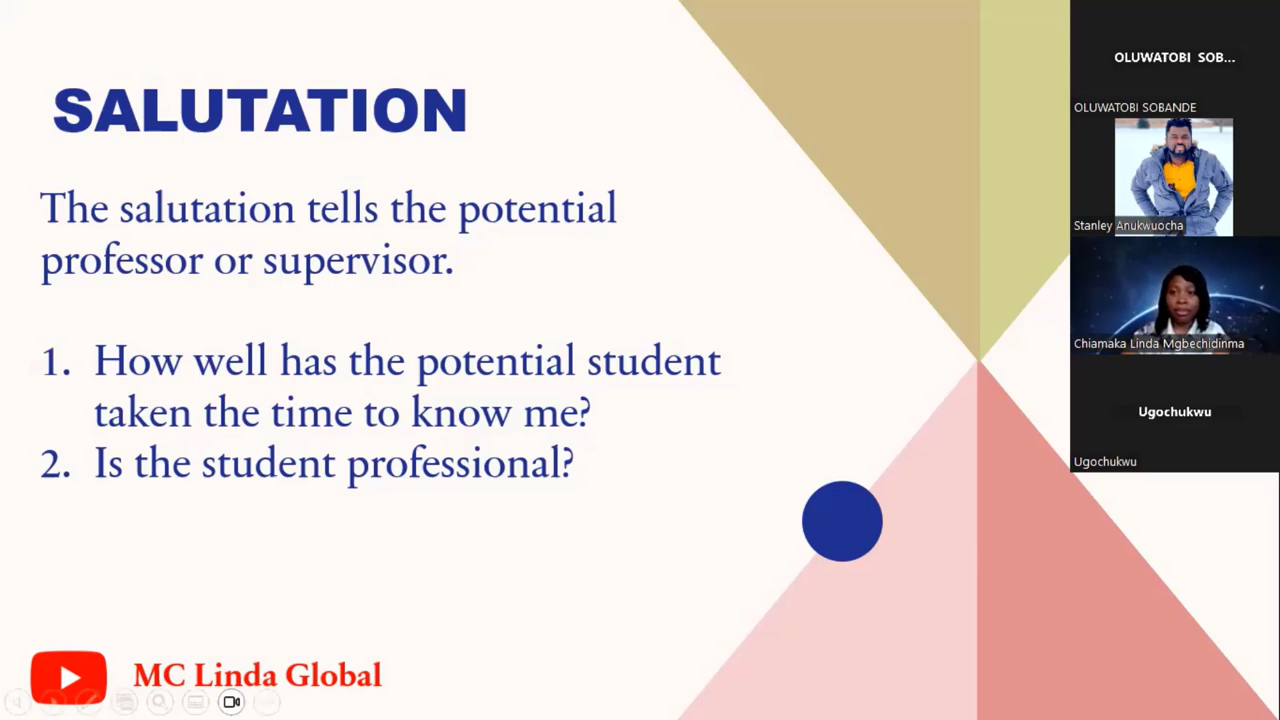 SALUTATION
The salutation tells the potential
professor or supervisor.
1. How well has the potential student
taken the time to know me?
2. Is the student professional?
MC Linda Global
OLUWATOBI SOB...
OLUWATOBI SOBANDE
Stanley Anukwuocha
Chiamaka Linda Mgbechidinma
Ugochukwu
Ugochukwu